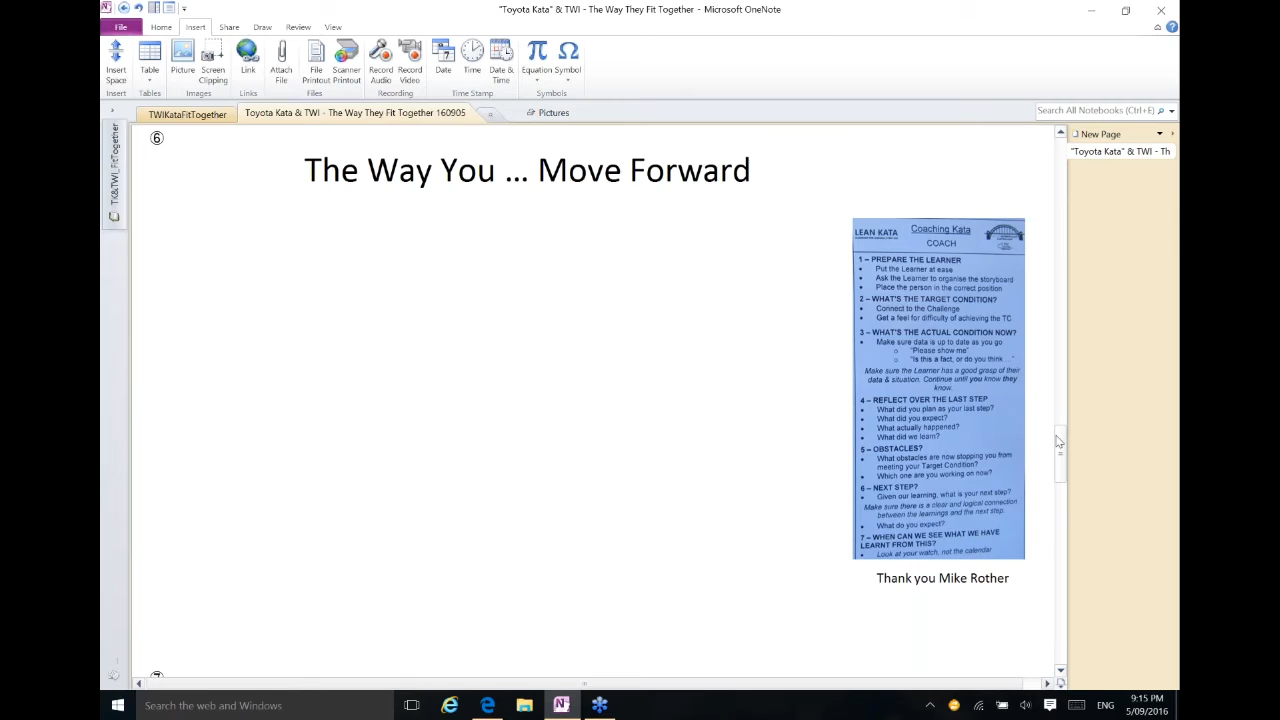 "Toyota Kata" & TWI - The Way They Fit Together - Microsoft OneNote
File Home Insert Share Draw Review View
Insert Space
Table
Picture
Screen Clipping
Link
Attach File
File Printout
Scanner Printout
Record Audio
Record Video
Date
Time
Date & Time
Equation
Symbol
Insert Tables Images Links Files Recording Time Stamp Symbols
TWIKataFitTogether
Toyota Kata & TWI - The Way They Fit Together 160905
Pictures
Search All Notebooks (Ctrl+E)
New Page
"Toyota Kata" & TWI - Th
TK&TWI_FitTogether
⑥
The Way You ... Move Forward
LEAN KATA
Coaching Kata
COACH
1 – PREPARE THE LEARNER
• Put the Learner at ease
• Ask the Learner to organise the storyboard
• Place the person in the correct position
2 – WHAT'S THE TARGET CONDITION?
• Connect to the Challenge
• Get a feel for difficulty of achieving the TC
3 – WHAT'S THE ACTUAL CONDITION NOW?
• Make sure data is up to date as you go
o "Please show me"
o "Is this a fact, or do you think ..."
Make sure the Learner has a good grasp of their
data & situation. Continue until you know they
know.
4 – REFLECT OVER THE LAST STEP
• What did you plan as your last step?
• What did you expect?
• What actually happened?
• What did we learn?
5 – OBSTACLES?
• What obstacles are now stopping you from
meeting your Target Condition?
• Which one are you working on now?
6 – NEXT STEP?
• Given our learning, what is your next step?
Make sure there is a clear and logical connection
between the learnings and the next step.
• What do you expect?
7 – WHEN CAN WE SEE WHAT WE HAVE
LEARNT FROM THIS?
• Look at your watch, not the calendar
Thank you Mike Rother
Search the web and Windows
ENG
9:15 PM
5/09/2016